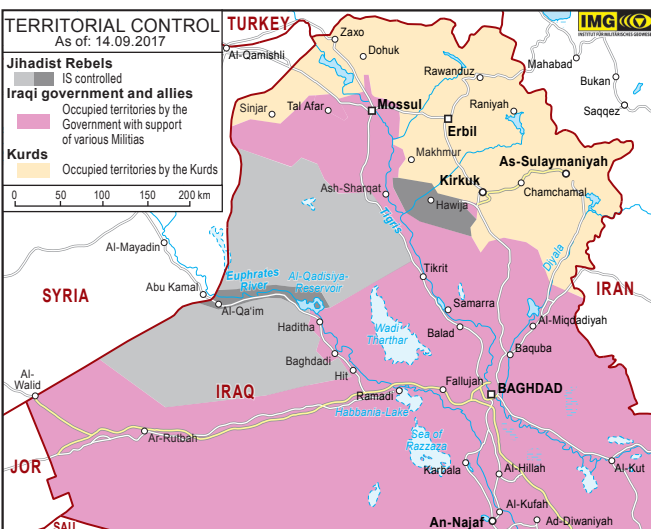 TERRITORIAL CONTROL
As of: 14.09.2017
Jihadist Rebels
IS controlled
Iraqi government and allies
Occupied territories by the
Government with support
of various Militias
Kurds
Occupied territories by the Kurds
0 50 100 150 200 km
IMG
INSTITUT FÜR MILITÄRISCHES GEOWESEN
TURKEY
Zaxo
Dohuk
Al-Qamishli
Rawanduz
Mahabad
Bukan
Saqqez
Sinjar
Tal Afar
Mossul
Raniyah
Erbil
Makhmur
As-Sulaymaniyah
Kirkuk
Chamchamal
Ash-Sharqat
Hawija
Tigris
Al-Mayadin
Diyala
Tikrit
Euphrates
River
Al-Qadisiya-
Reservoir
SYRIA
Abu Kamal
Al-Qa'im
IRAN
Samarra
Haditha
Wadi
Tharthar
Balad
Al-Miqdadiyah
Baghdadi
Baquba
Hit
Al-
Walid
IRAQ
Ramadi
Fallujah
BAGHDAD
Habbania-Lake
Ar-Rutbah
Sea of
Razzaza
JOR
Karbala
Al-Hillah
Al-Kut
Al-Kufah
An-Najaf
Ad-Diwaniyah
SAU